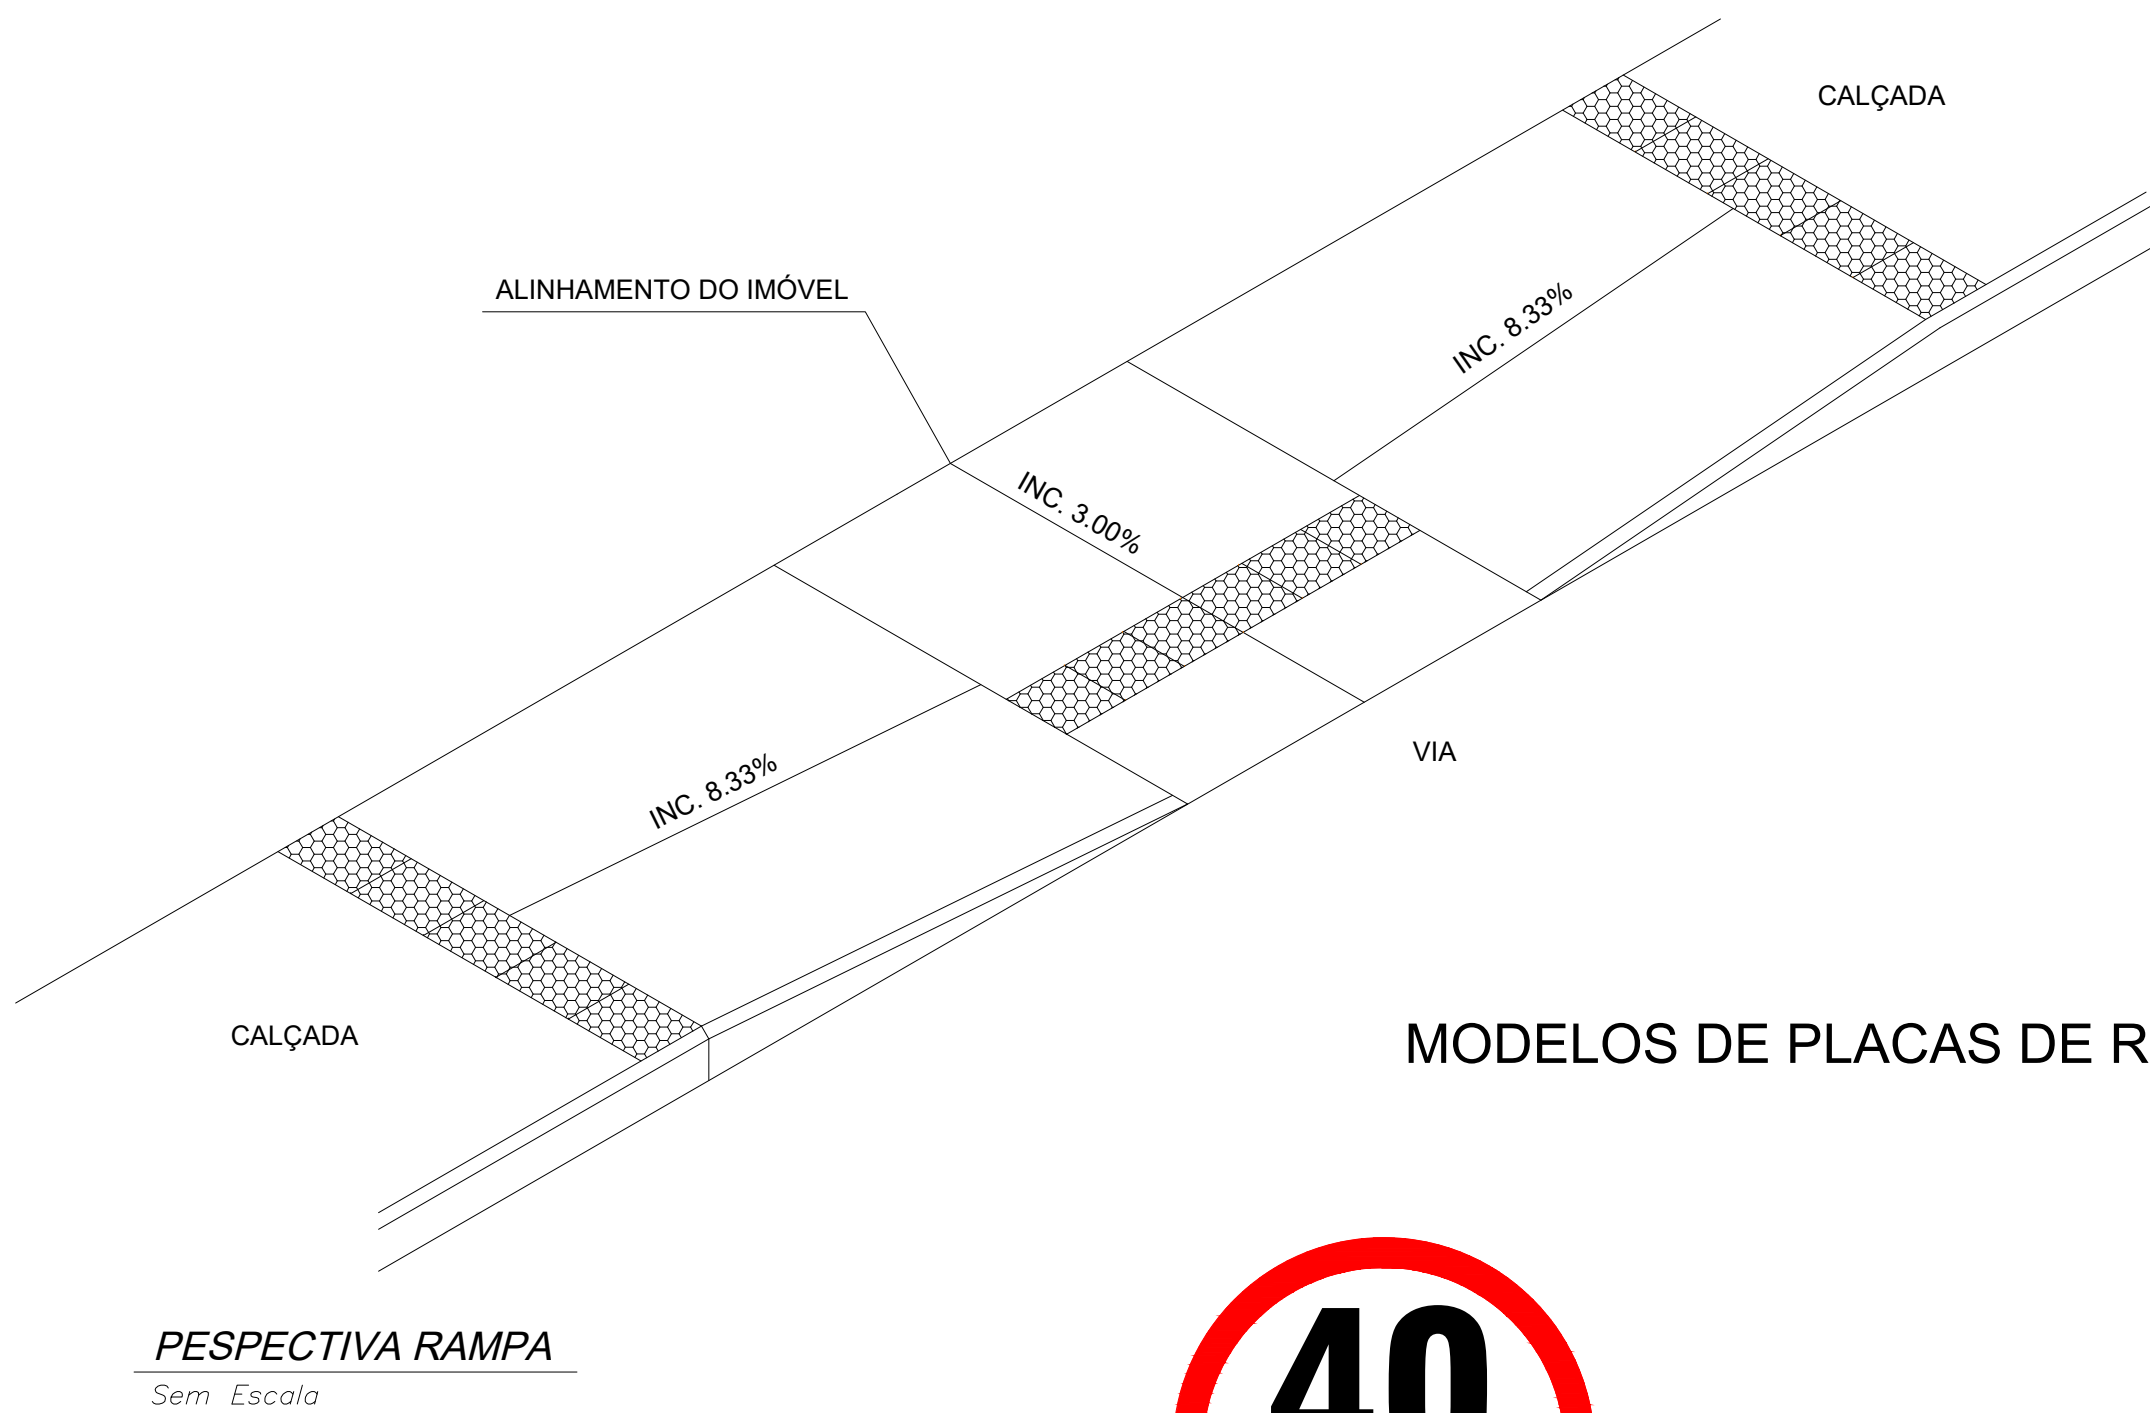 CALÇADA
ALINHAMENTO DO IMÓVEL
INC. 8.33%
INC. 3.00%
VIA
INC. 8.33%
CALÇADA
MODELOS DE PLACAS DE R
40
PESPECTIVA RAMPA
Sem Escala